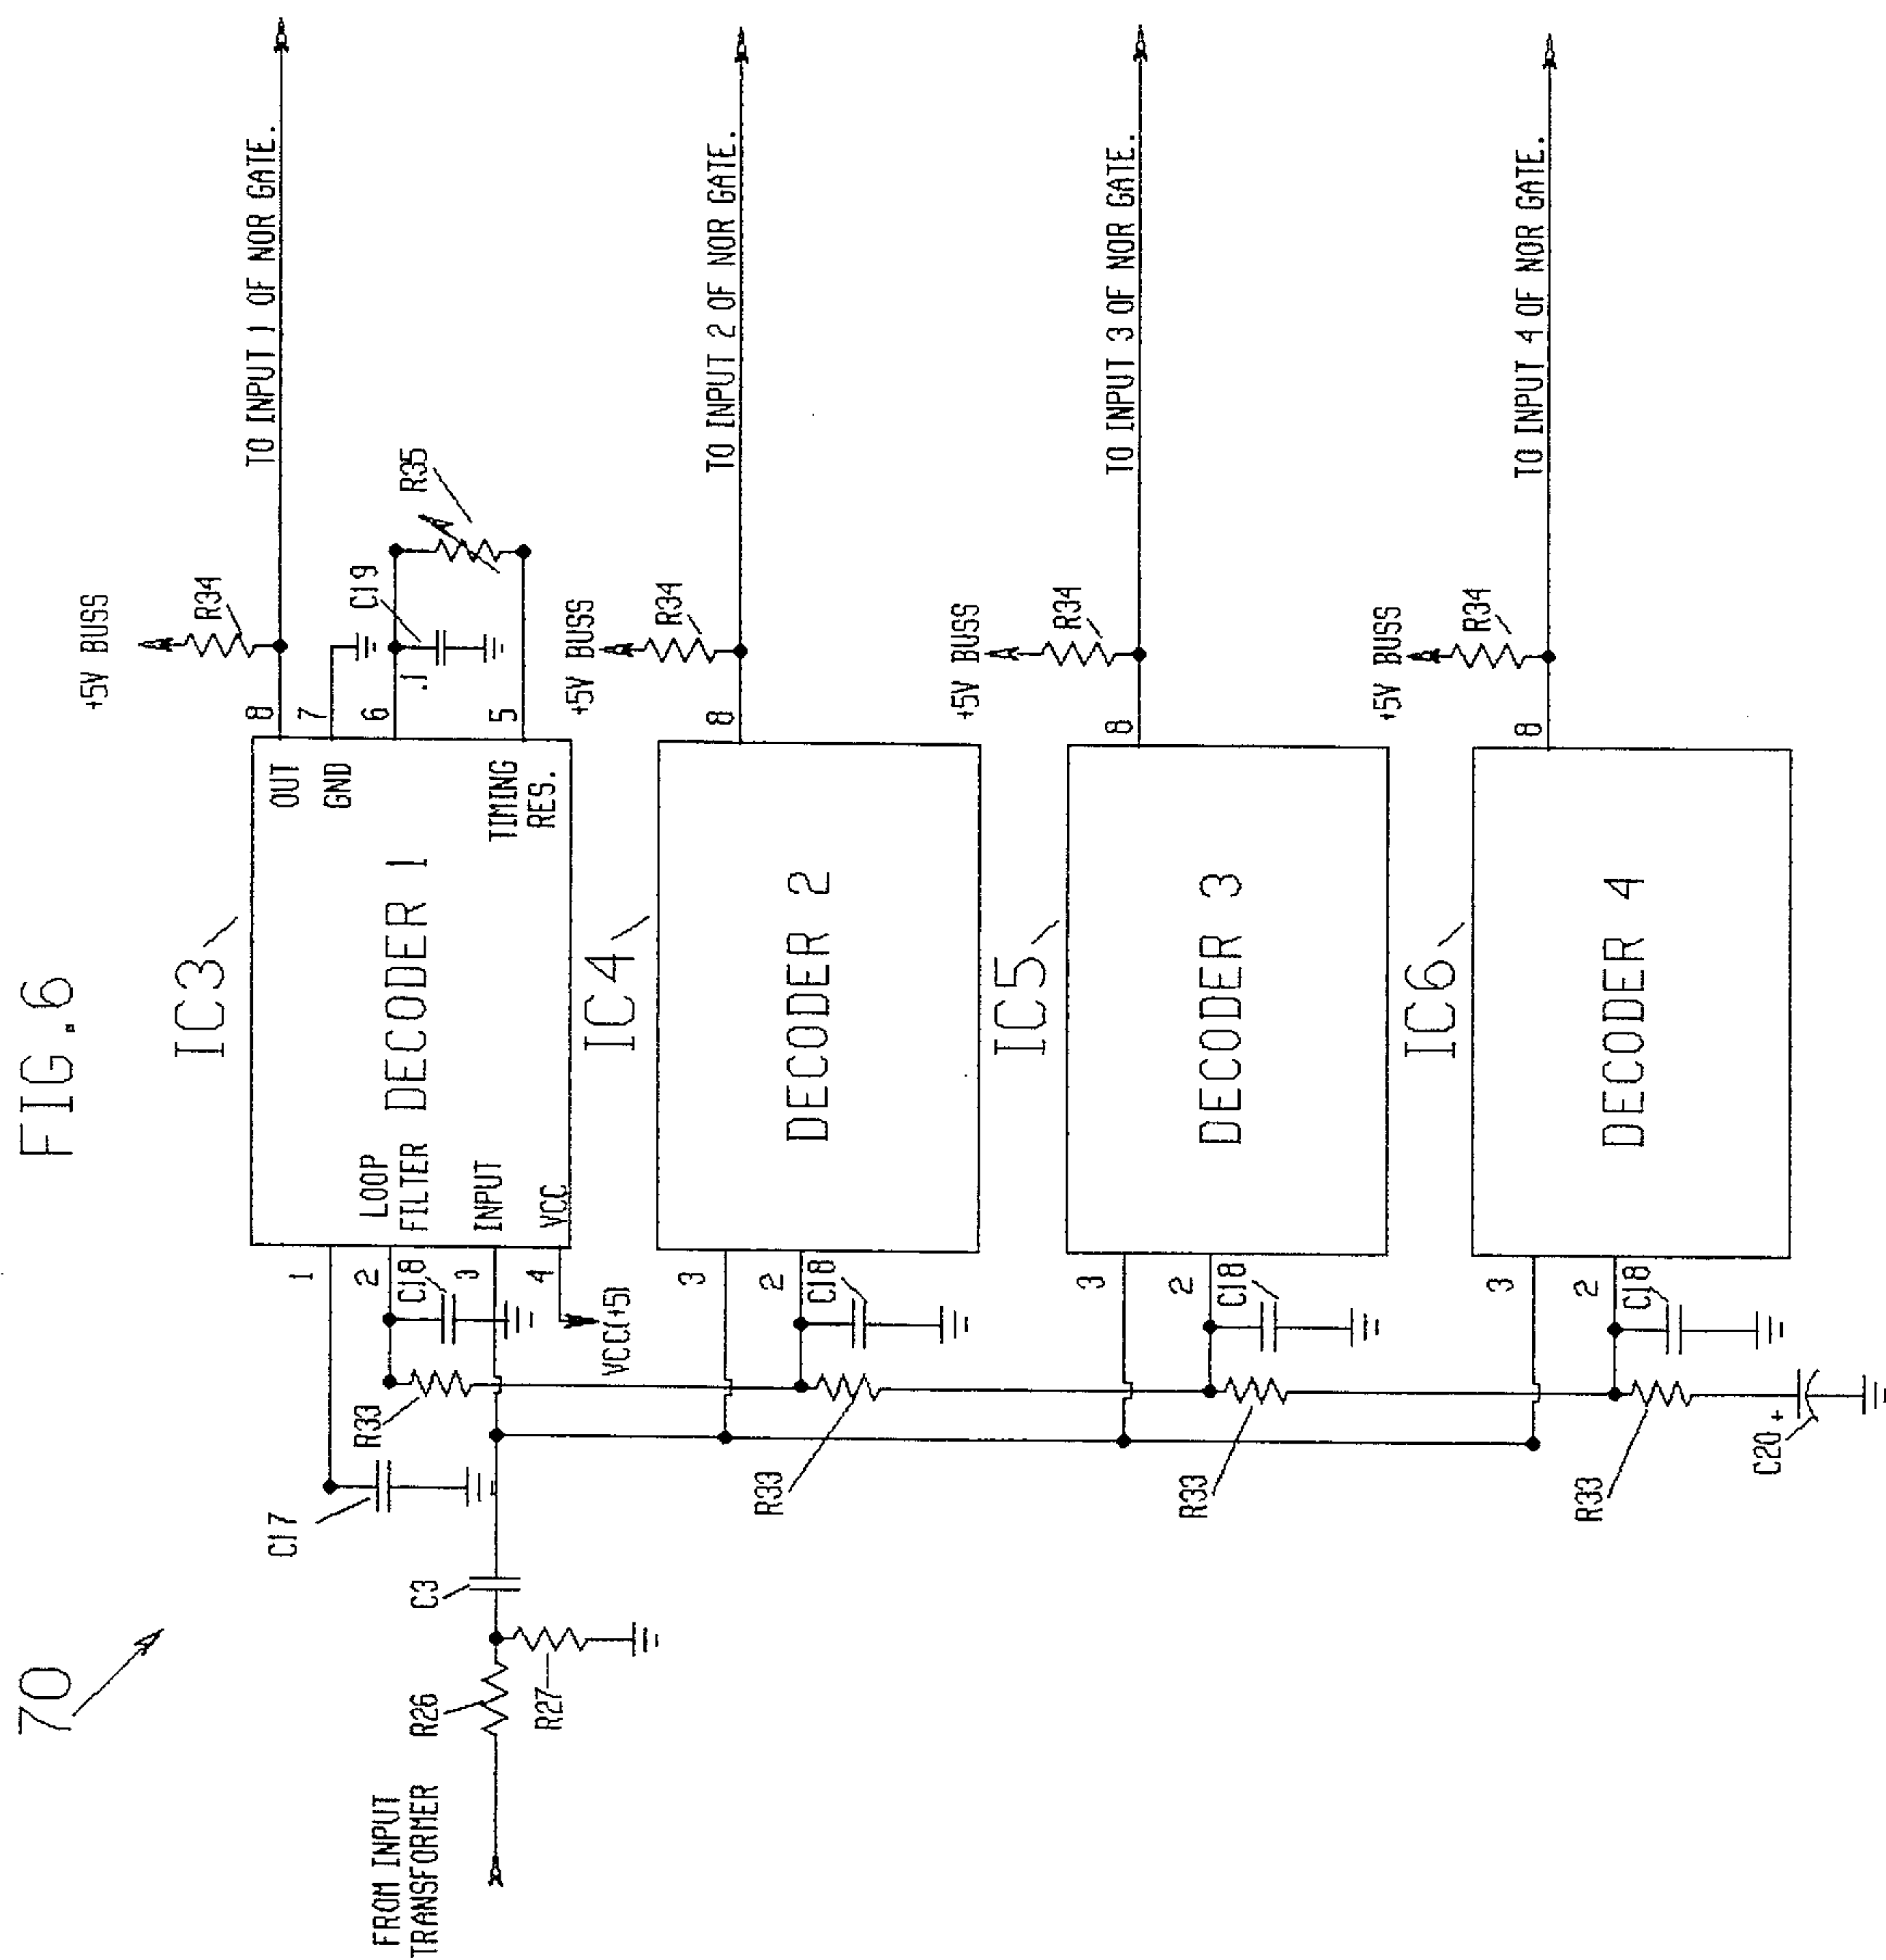 FIG.6
70
FROM INPUT
TRANSFORMER
R26
R27
C3
C17
R33
1
2
C18
3
4
VCC(+5)
IC3
LOOP
FILTER
INPUT
VCC
DECODER 1
OUT
GND
TIMING
RES.
8
7
6
5
+5V BUSS
R34
.1
C19
R35
TO INPUT 1 OF NOR GATE.
IC4
R33
3
2
C18
DECODER 2
8
+5V BUSS
R34
TO INPUT 2 OF NOR GATE.
IC5
R33
3
2
C18
DECODER 3
8
+5V BUSS
R34
TO INPUT 3 OF NOR GATE.
IC6
R33
C20
+
3
2
C18
DECODER 4
8
+5V BUSS
R34
TO INPUT 4 OF NOR GATE.